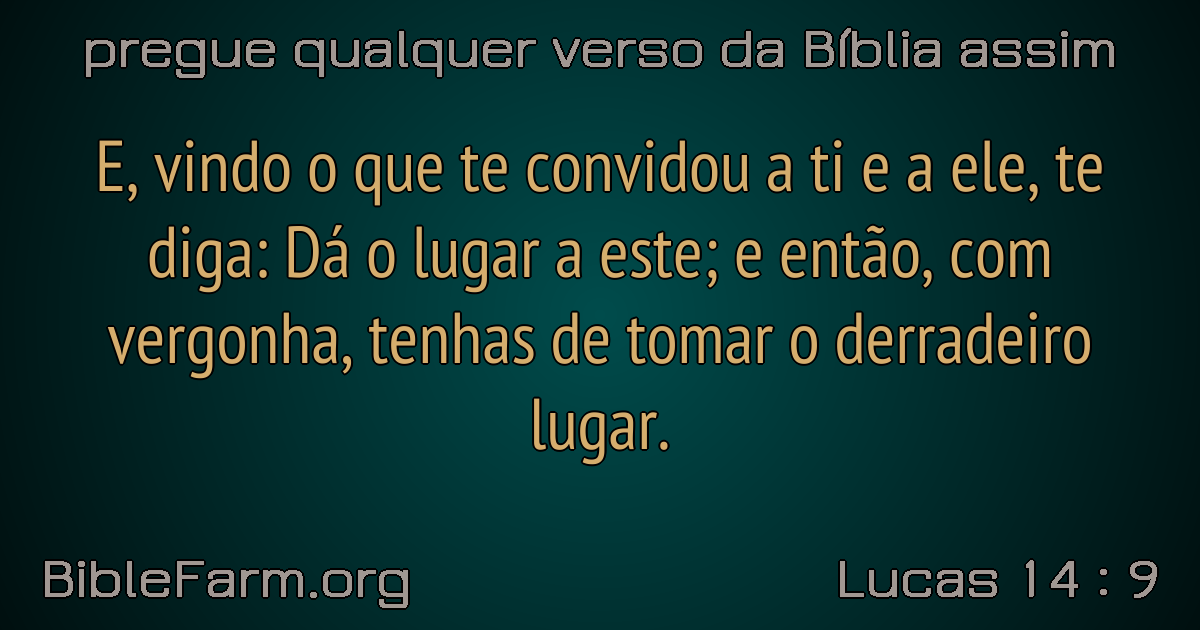 pregue qualquer verso da Bíblia assim
E, vindo o que te convidou a ti e a ele, te
diga: Dá o lugar a este; e então, com
vergonha, tenhas de tomar o derradeiro
lugar.
BibleFarm.org
Lucas 14 : 9